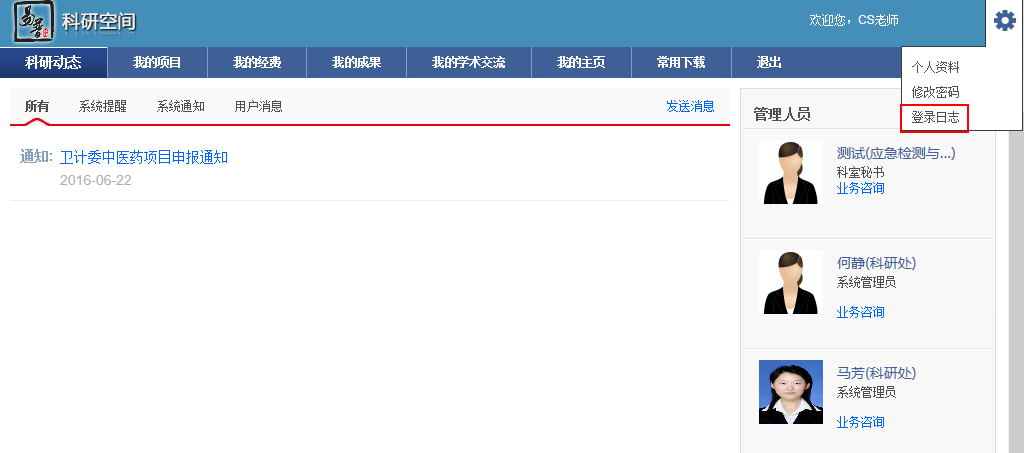 易普 科研空间
欢迎您，CS老师
科研动态 我的项目 我的经费 我的成果 我的学术交流 我的主页 常用下载 退出
个人资料
修改密码
登录日志
所有 系统提醒 系统通知 用户消息 发送消息
通知: 卫计委中医药项目申报通知
2016-06-22
管理人员
测试(应急检测与...)
科室秘书
业务咨询
何静(科研处)
系统管理员
业务咨询
马芳(科研处)
系统管理员
业务咨询